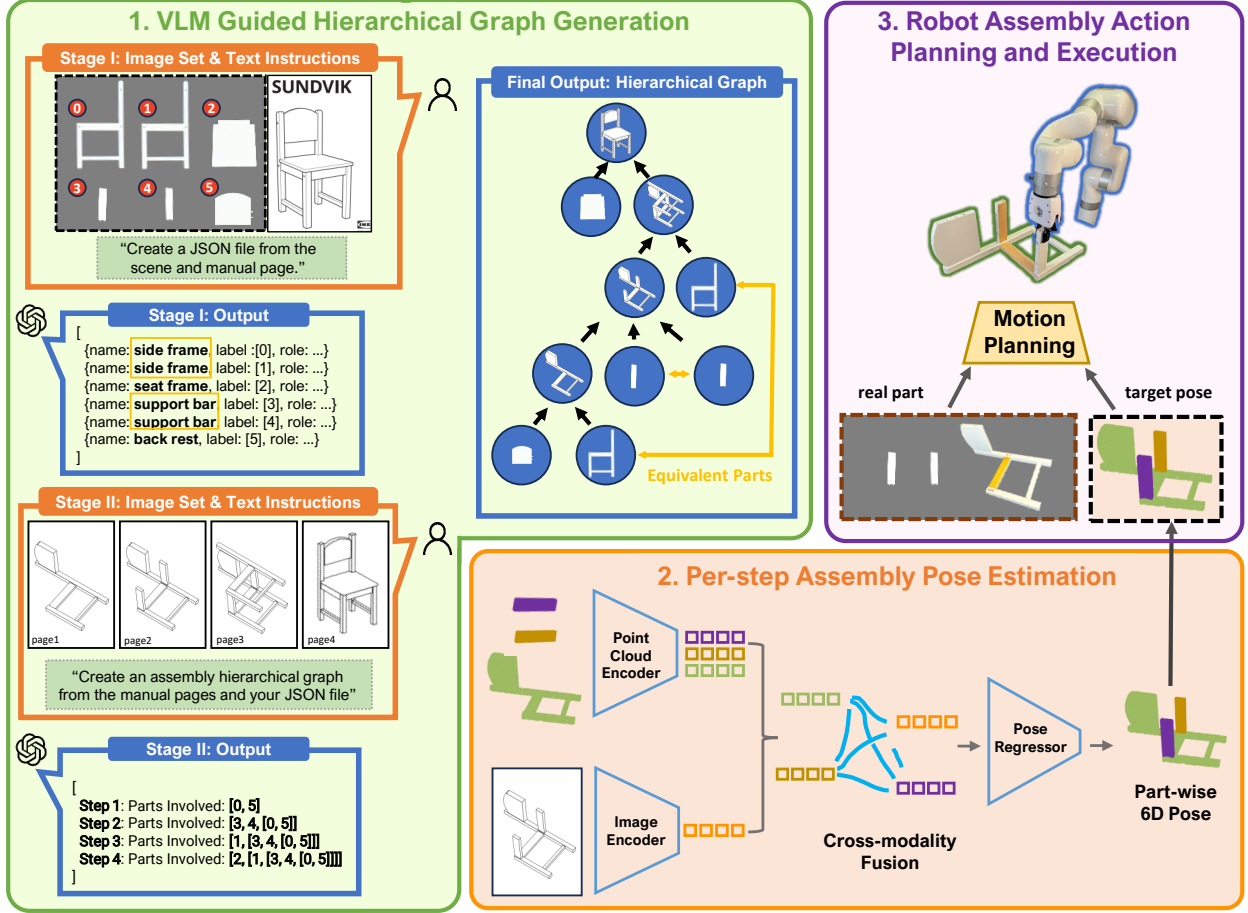 1. VLM Guided Hierarchical Graph Generation
Stage I: Image Set & Text Instructions
0
1
2
3
4
5
SUNDVIK
“Create a JSON file from the
scene and manual page.”
Stage I: Output
[
{name: side frame, label :[0], role: ...}
{name: side frame, label: [1], role: ...}
{name: seat frame, label: [2], role: ...}
{name: support bar, label: [3], role: ...}
{name: support bar, label: [4], role: ...}
{name: back rest, label: [5], role: ...}
]
Stage II: Image Set & Text Instructions
page1
page2
page3
page4
“Create an assembly hierarchical graph
from the manual pages and your JSON file”
Stage II: Output
[
Step 1: Parts Involved: [0, 5]
Step 2: Parts Involved: [3, 4, [0, 5]]
Step 3: Parts Involved: [1, [3, 4, [0, 5]]]
Step 4: Parts Involved: [2, [1, [3, 4, [0, 5]]]]
]
Final Output: Hierarchical Graph
Equivalent Parts
3. Robot Assembly Action
Planning and Execution
Motion
Planning
real part
target pose
2. Per-step Assembly Pose Estimation
Point
Cloud
Encoder
Image
Encoder
Cross-modality
Fusion
Pose
Regressor
Part-wise
6D Pose